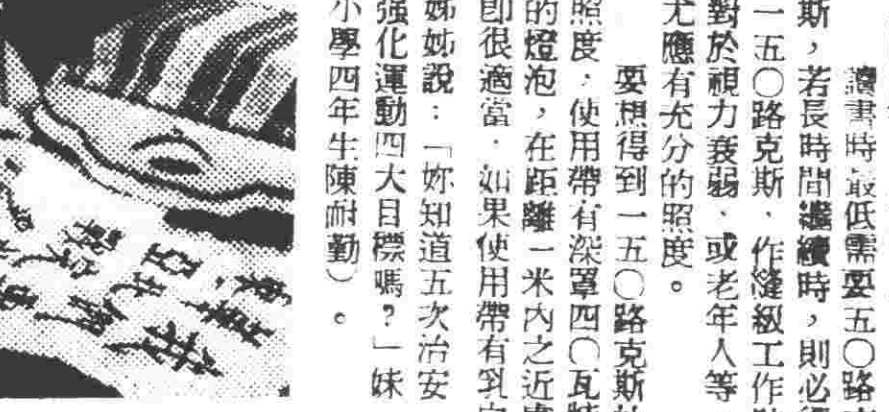 讀書時最低需要五〇路
斯，若長時間繼續時，則必
一五〇路克斯．作縫級工作
對於視力衰弱．或老年人等
尤應有充分的照度。
要想得到一五〇路克斯
照度，使用帶有深罩四〇瓦
的燈泡，在距離一米內之近
即很適當．如果使用帶有乳
姊姊說：「妳知道五次治安
强化運動四大目標嗎？」妹
小學四年生陳耐勤）。